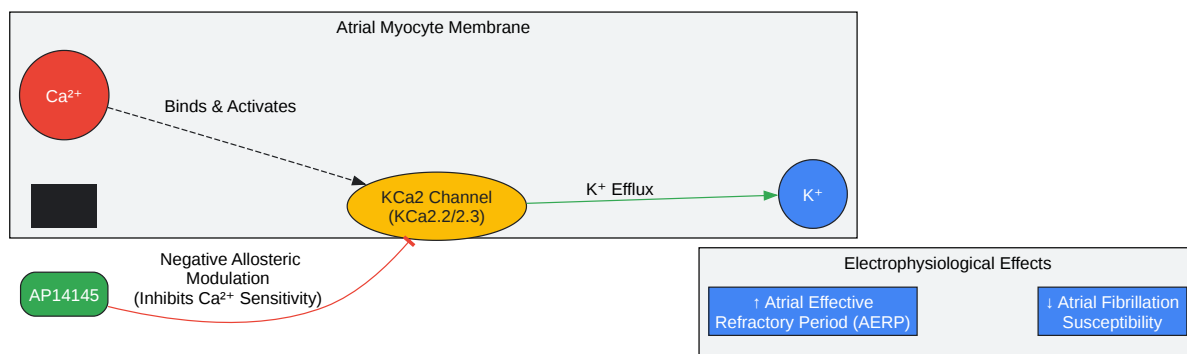 Atrial Myocyte Membrane
Ca²⁺
Binds & Activates
KCa2 Channel
(KCa2.2/2.3)
K⁺ Efflux
K⁺
Negative Allosteric
Modulation
(Inhibits Ca²⁺ Sensitivity)
AP14145
Electrophysiological Effects
↑ Atrial Effective
Refractory Period (AERP)
↓ Atrial Fibrillation
Susceptibility